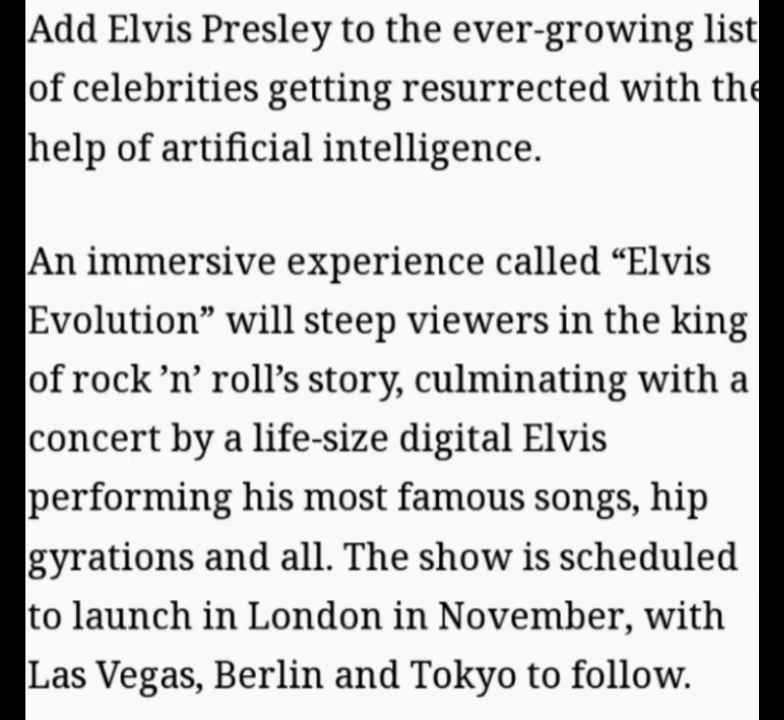 Add Elvis Presley to the ever-growing list
of celebrities getting resurrected with the
help of artificial intelligence.
An immersive experience called “Elvis
Evolution” will steep viewers in the king
of rock ’n’ roll’s story, culminating with a
concert by a life-size digital Elvis
performing his most famous songs, hip
gyrations and all. The show is scheduled
to launch in London in November, with
Las Vegas, Berlin and Tokyo to follow.